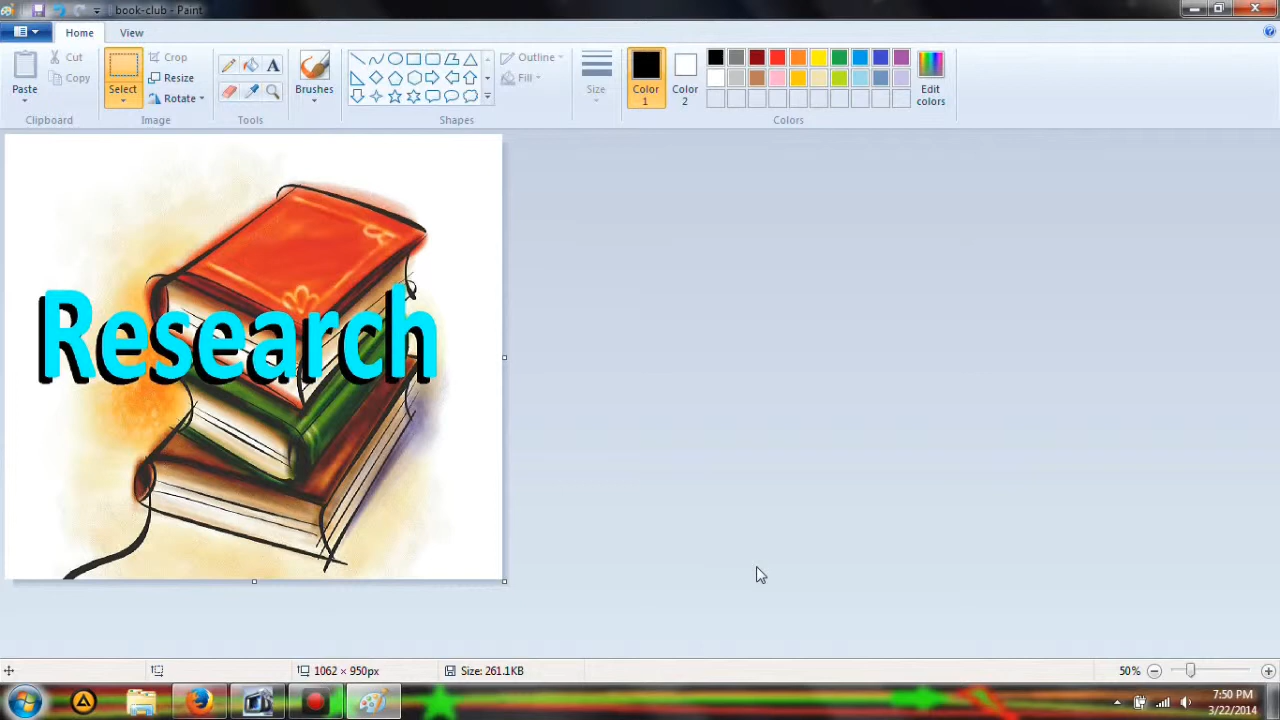 book-club - Paint
Home
View
Paste
Cut
Copy
Clipboard
Select
Crop
Resize
Rotate
Image
A
Tools
Brushes
Outline
Fill
Shapes
Size
Color 1
Color 2
Edit colors
Colors
Research
1062 × 950px
Size: 261.1KB
50%
7:50 PM
3/22/2014